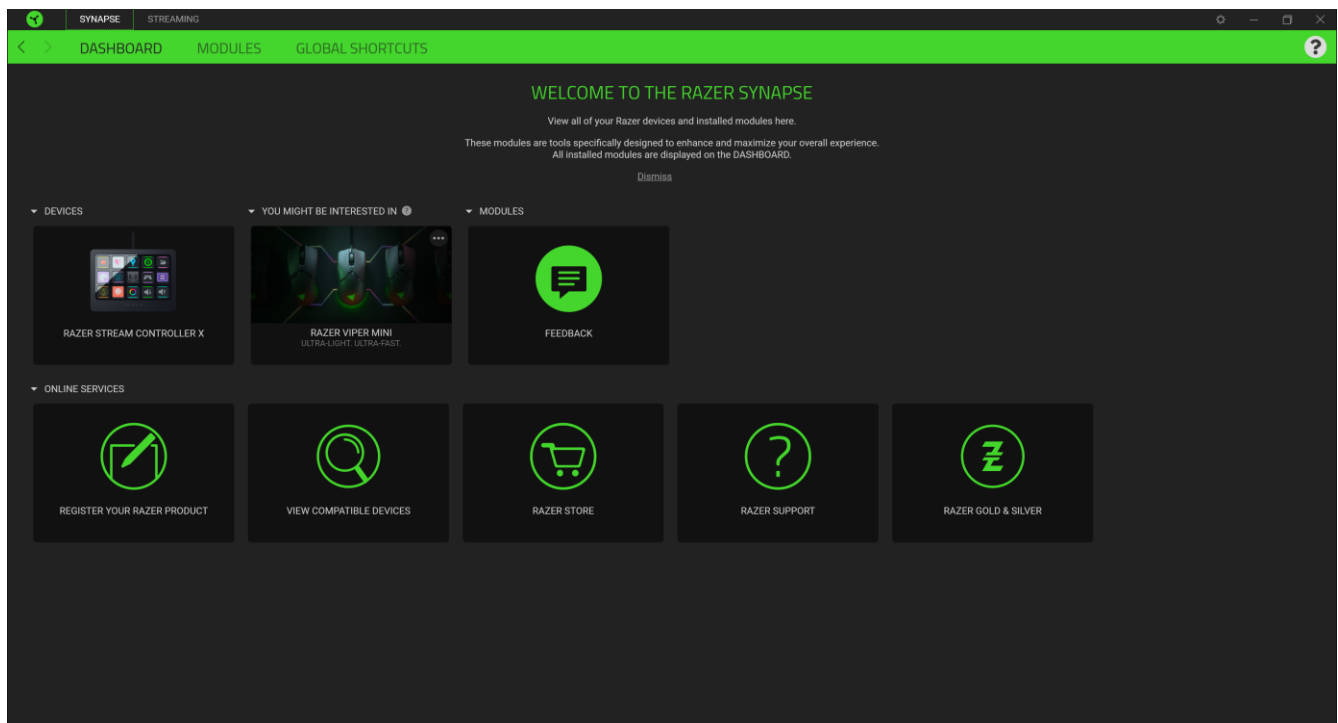 SYNAPSE
STREAMING
DASHBOARD
MODULES
GLOBAL SHORTCUTS
?
WELCOME TO THE RAZER SYNAPSE
View all of your Razer devices and installed modules here.
These modules are tools specifically designed to enhance and maximize your overall experience.
All installed modules are displayed on the DASHBOARD.
Dismiss
DEVICES
YOU MIGHT BE INTERESTED IN ?
MODULES
RAZER STREAM CONTROLLER X
RAZER VIPER MINI
ULTRA-LIGHT. ULTRA-FAST.
FEEDBACK
ONLINE SERVICES
REGISTER YOUR RAZER PRODUCT
VIEW COMPATIBLE DEVICES
RAZER STORE
?
RAZER SUPPORT
RAZER GOLD & SILVER